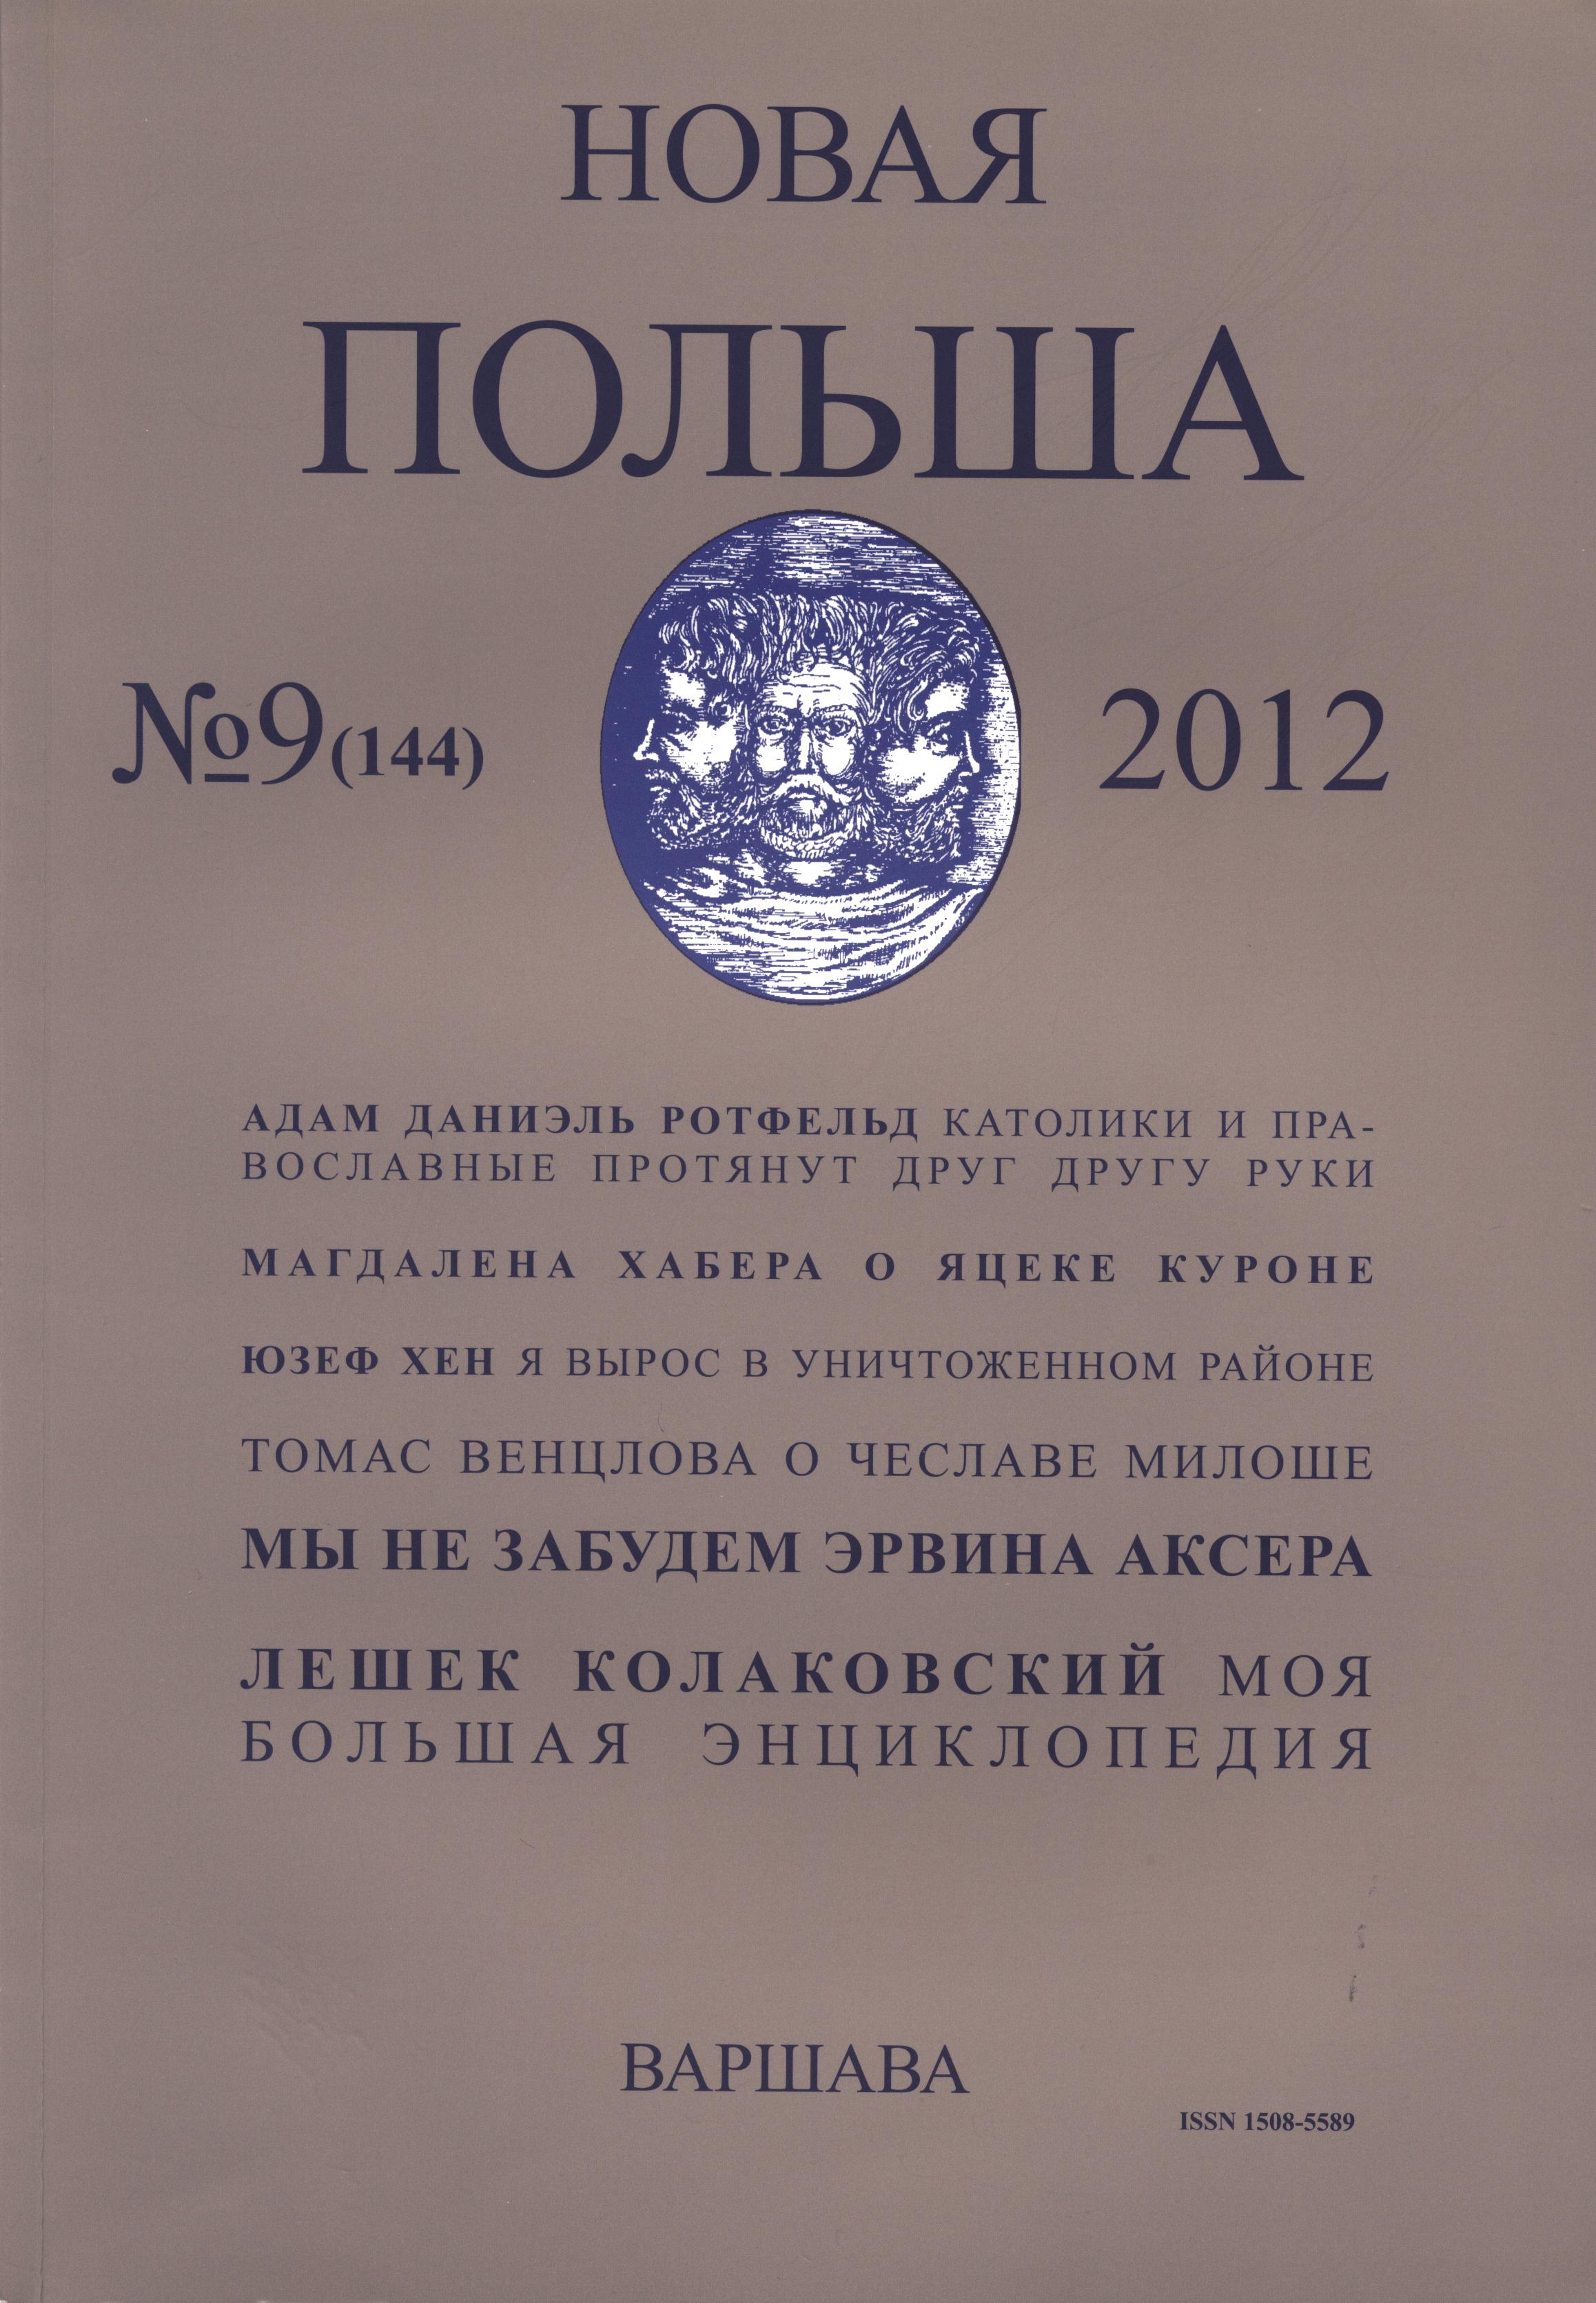 НОВАЯ
ПОЛЬША
№9(144)
2012
АДАМ ДАНИЭЛЬ РОТФЕЛЬД КАТОЛИКИ И ПРА-
ВОСЛАВНЫЕ ПРОТЯНУТ ДРУГ ДРУГУ РУКИ
МАГДАЛЕНА ХАБЕРА О ЯЦЕКЕ КУРОНЕ
ЮЗЕФ ХЕН Я ВЫРОС В УНИЧТОЖЕННОМ РАЙОНЕ
ТОМАС ВЕНЦЛОВА О ЧЕСЛАВЕ МИЛОШЕ
МЫ НЕ ЗАБУДЕМ ЭРВИНА АКСЕРА
ЛЕШЕК КОЛАКОВСКИЙ МОЯ
БОЛЬШАЯ ЭНЦИКЛОПЕДИЯ
ВАРШАВА
ISSN 1508-5589